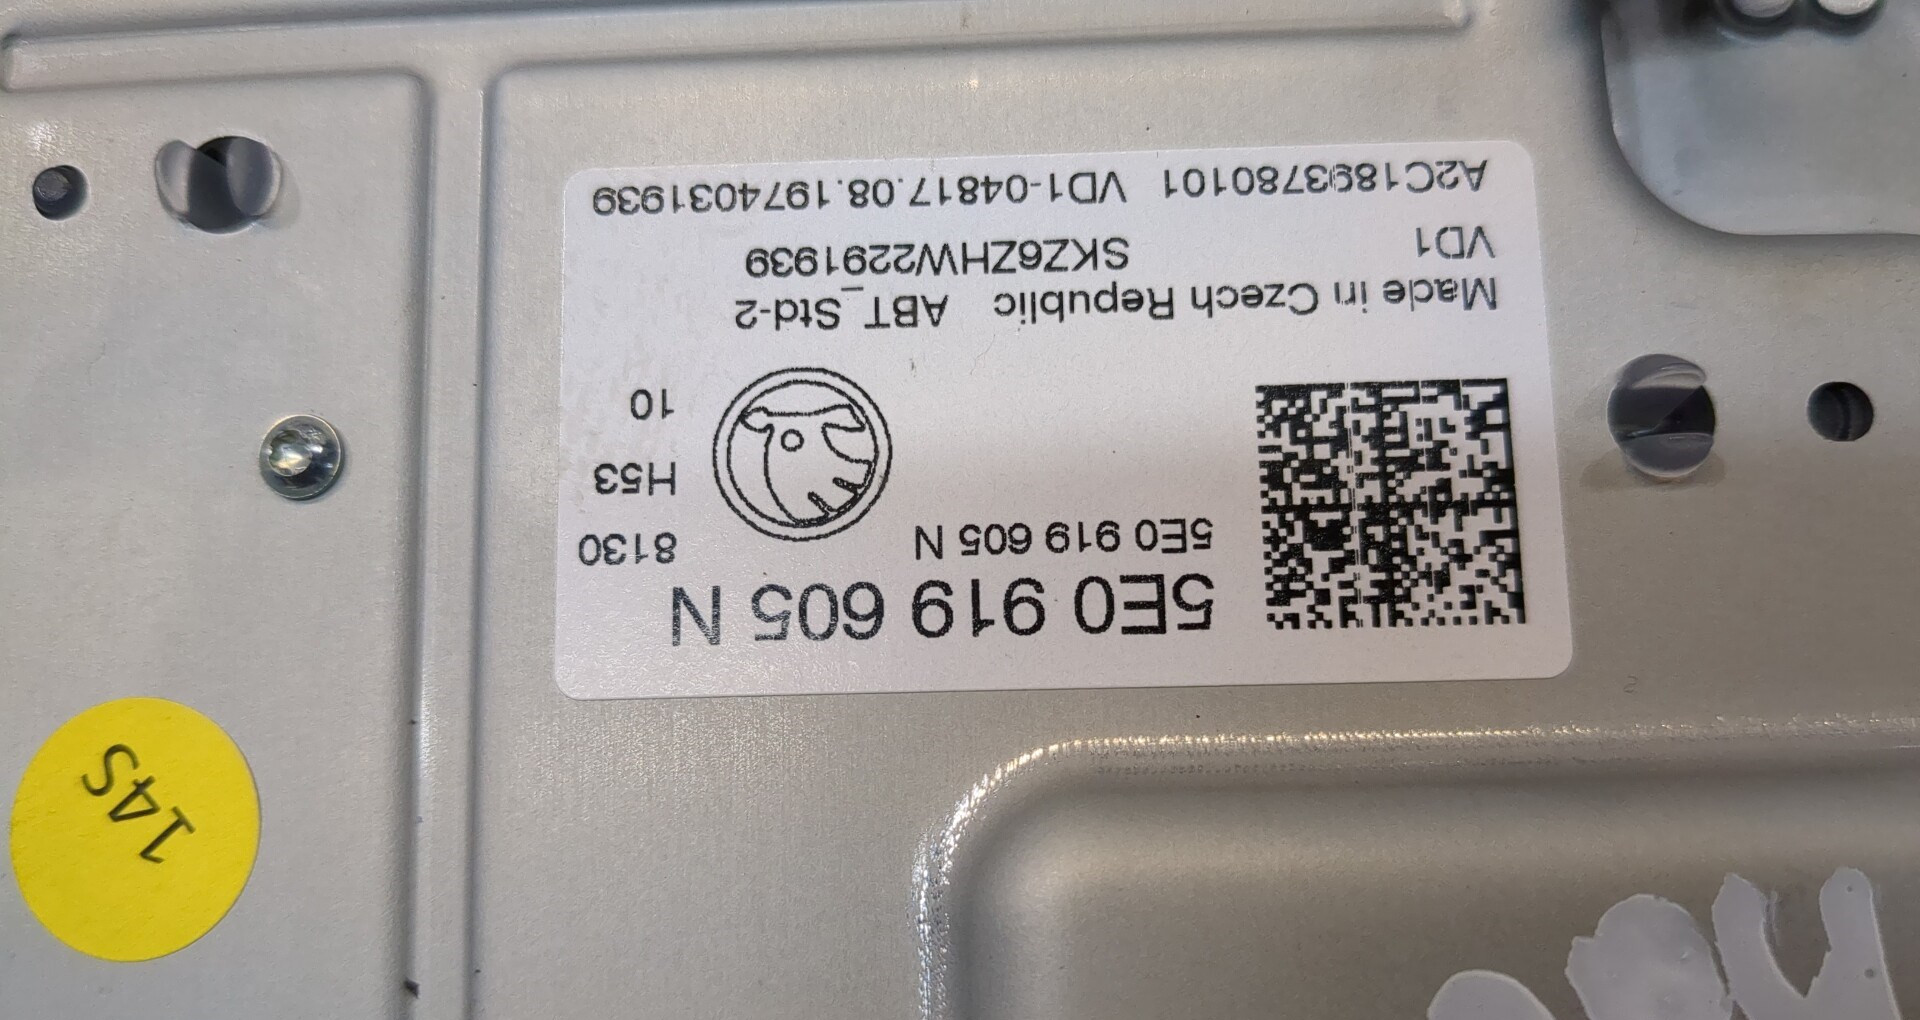 5E0 919 605 N
5E0 919 605 N
8130
H53
10
Made in Czech Republic ABT_Std-2
VD1 SKZ6ZHW2291939
A2C1893780101 VD1-04817.08.1974031939
14S